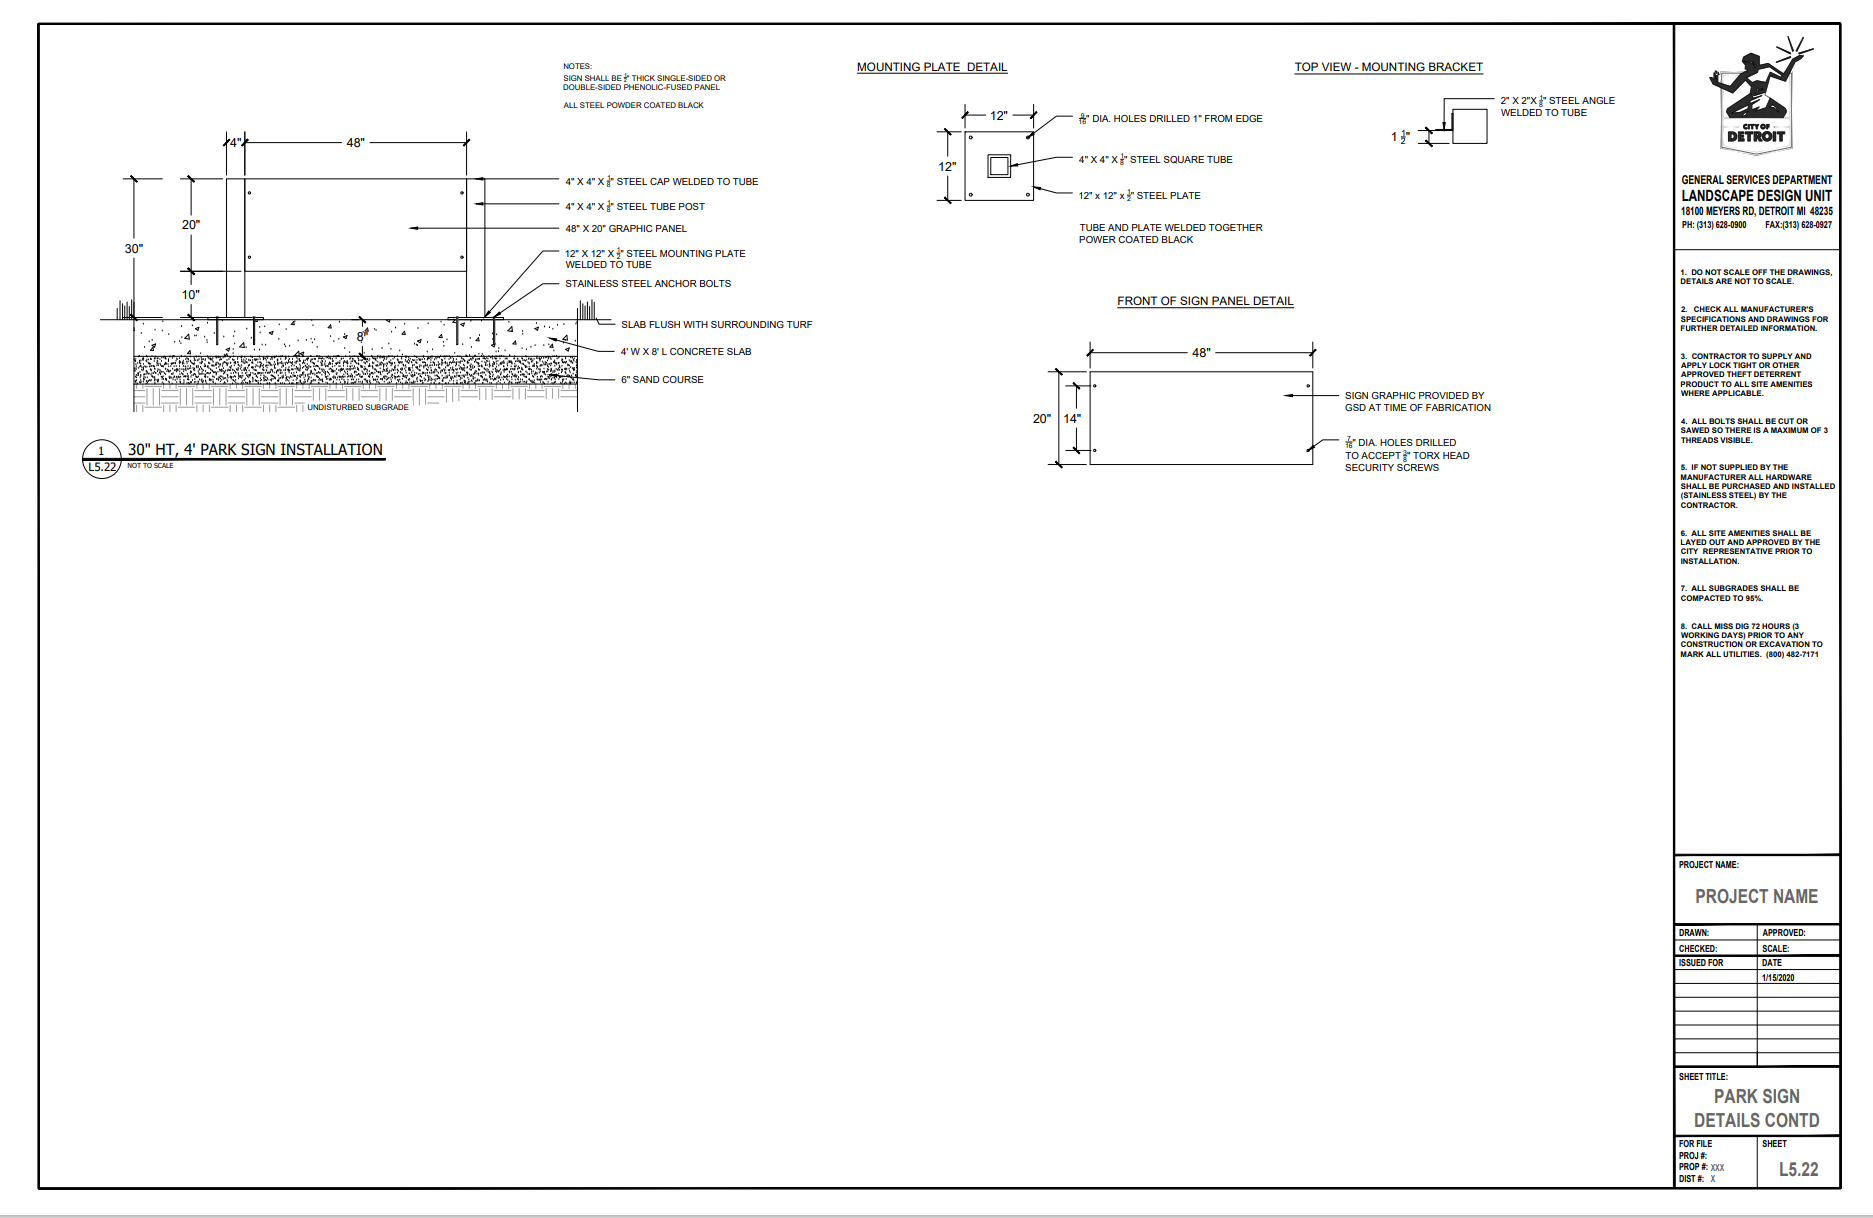 NOTES:
SIGN SHALL BE 1/2" THICK SINGLE-SIDED OR
DOUBLE-SIDED PHENOLIC-FUSED PANEL
ALL STEEL POWDER COATED BLACK
4"
48"
30"
20"
10"
8"
4" X 4" X 1/8" STEEL CAP WELDED TO TUBE
4" X 4" X 1/8" STEEL TUBE POST
48" X 20" GRAPHIC PANEL
12" X 12" X 1/2" STEEL MOUNTING PLATE
WELDED TO TUBE
STAINLESS STEEL ANCHOR BOLTS
SLAB FLUSH WITH SURROUNDING TURF
4' W X 8' L CONCRETE SLAB
6" SAND COURSE
UNDISTURBED SUBGRADE
1
L5.22
30" HT, 4' PARK SIGN INSTALLATION
NOT TO SCALE
MOUNTING PLATE DETAIL
12"
12"
9/16" DIA. HOLES DRILLED 1" FROM EDGE
4" X 4" X 1/8" STEEL SQUARE TUBE
12" x 12" x 1/2" STEEL PLATE
TUBE AND PLATE WELDED TOGETHER
POWER COATED BLACK
TOP VIEW - MOUNTING BRACKET
2" X 2"X 1/8" STEEL ANGLE
WELDED TO TUBE
1 1/2"
FRONT OF SIGN PANEL DETAIL
48"
20"
14"
SIGN GRAPHIC PROVIDED BY
GSD AT TIME OF FABRICATION
7/16" DIA. HOLES DRILLED
TO ACCEPT 3/8" TORX HEAD
SECURITY SCREWS
CITY OF
DETROIT
GENERAL SERVICES DEPARTMENT
LANDSCAPE DESIGN UNIT
18100 MEYERS RD, DETROIT MI 48235
PH: (313) 628-0900 FAX:(313) 628-0927
1. DO NOT SCALE OFF THE DRAWINGS,
DETAILS ARE NOT TO SCALE.
2. CHECK ALL MANUFACTURER'S
SPECIFICATIONS AND DRAWINGS FOR
FURTHER DETAILED INFORMATION.
3. CONTRACTOR TO SUPPLY AND
APPLY LOCK TIGHT OR OTHER
APPROVED THEFT DETERRENT
PRODUCT TO ALL SITE AMENITIES
WHERE APPLICABLE.
4. ALL BOLTS SHALL BE CUT OR
SAWED SO THERE IS A MAXIMUM OF 3
THREADS VISIBLE.
5. IF NOT SUPPLIED BY THE
MANUFACTURER ALL HARDWARE
SHALL BE PURCHASED AND INSTALLED
(STAINLESS STEEL) BY THE
CONTRACTOR.
6. ALL SITE AMENITIES SHALL BE
LAYED OUT AND APPROVED BY THE
CITY REPRESENTATIVE PRIOR TO
INSTALLATION.
7. ALL SUBGRADES SHALL BE
COMPACTED TO 95%.
8. CALL MISS DIG 72 HOURS (3
WORKING DAYS) PRIOR TO ANY
CONSTRUCTION OR EXCAVATION TO
MARK ALL UTILITIES. (800) 482-7171
PROJECT NAME:
PROJECT NAME
DRAWN: APPROVED:
CHECKED: SCALE:
ISSUED FOR DATE
1/15/2020
SHEET TITLE:
PARK SIGN
DETAILS CONTD
FOR FILE SHEET
PROJ #:
PROP #: XXX
DIST #: X
L5.22